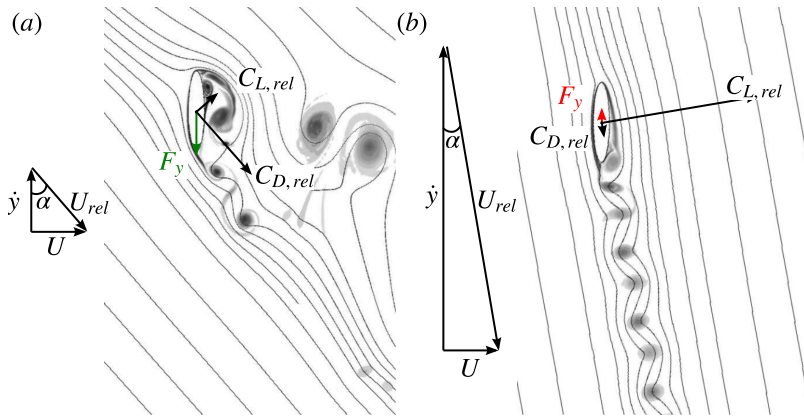 (a)
C_{L, rel}
F_y
C_{D, rel}
ẏ
α
U_{rel}
U
(b)
F_y
C_{L, rel}
C_{D, rel}
α
ẏ
U_{rel}
U